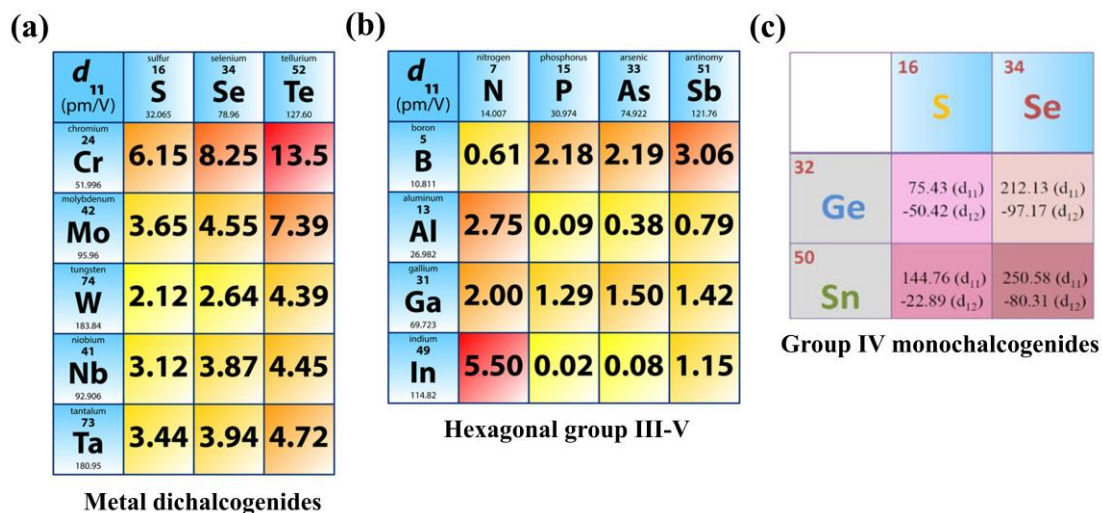 (a)
d11
(pm/V)
sulfur
16
S
32.065
selenium
34
Se
78.96
tellurium
52
Te
127.60
chromium
24
Cr
51.996
6.15 8.25 13.5
molybdenum
42
Mo
95.96
3.65 4.55 7.39
tungsten
74
W
183.84
2.12 2.64 4.39
niobium
41
Nb
92.906
3.12 3.87 4.45
tantalum
73
Ta
180.95
3.44 3.94 4.72
Metal dichalcogenides
(b)
d11
(pm/V)
nitrogen
7
N
14.007
phosphorus
15
P
30.974
arsenic
33
As
74.922
antinomy
51
Sb
121.76
boron
5
B
10.811
0.61 2.18 2.19 3.06
aluminum
13
Al
26.982
2.75 0.09 0.38 0.79
gallium
31
Ga
69.723
2.00 1.29 1.50 1.42
indium
49
In
114.82
5.50 0.02 0.08 1.15
Hexagonal group III-V
(c)
16
S
34
Se
32
Ge
75.43 (d11)
-50.42 (d12)
212.13 (d11)
-97.17 (d12)
50
Sn
144.76 (d11)
-22.89 (d12)
250.58 (d11)
-80.31 (d12)
Group IV monochalcogenides